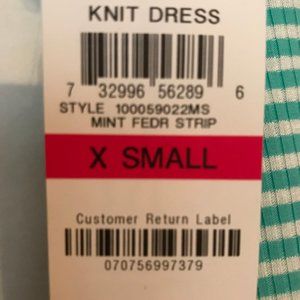 KNIT DRESS
7 32996 56289 6
STYLE 100059022MS
MINT FEDR STRIP
X SMALL
Customer Return Label
070756997379